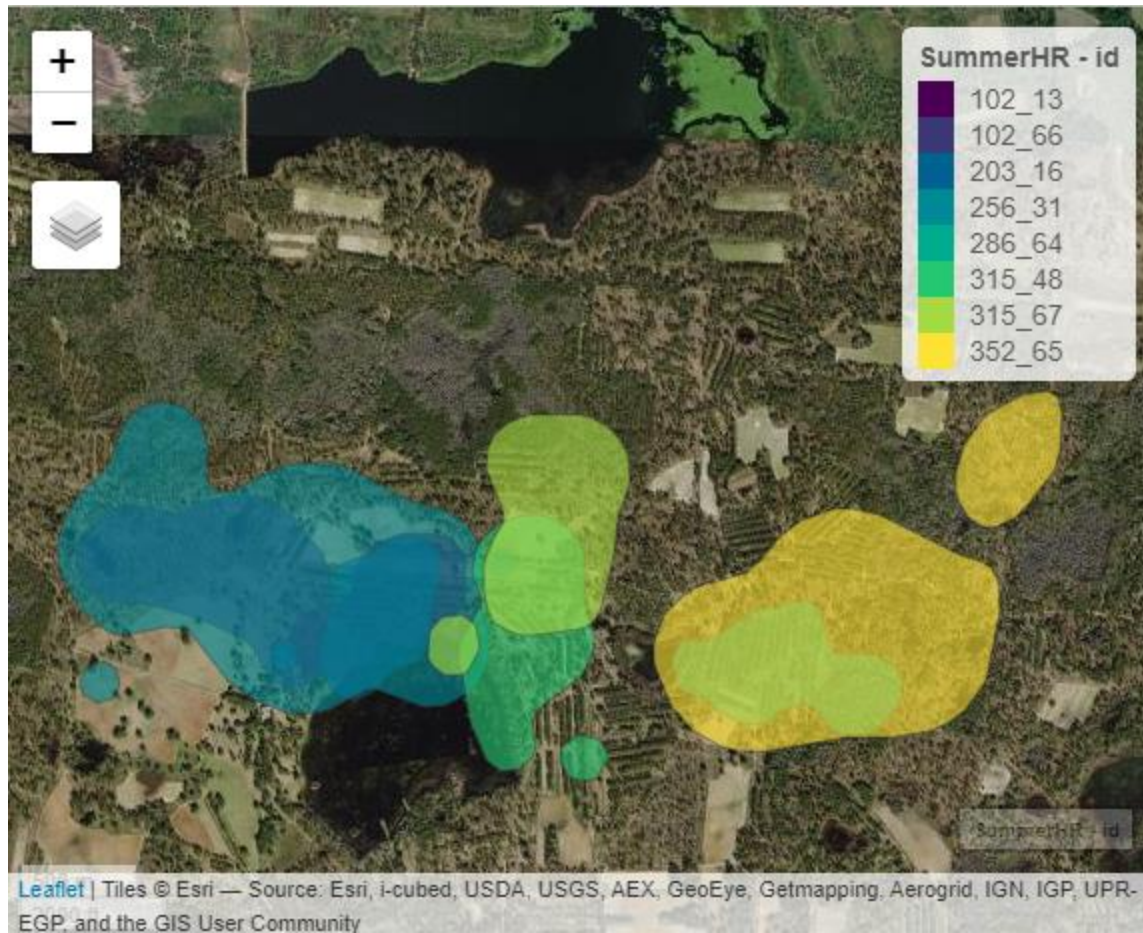 +
SummerHR - id
−
102_13
102_66
203_16
256_31
286_64
315_48
315_67
352_65
SummerHR - id
Leaflet | Tiles © Esri — Source: Esri, i-cubed, USDA, USGS, AEX, GeoEye, Getmapping, Aerogrid, IGN, IGP, UPR-
EGP, and the GIS User Community